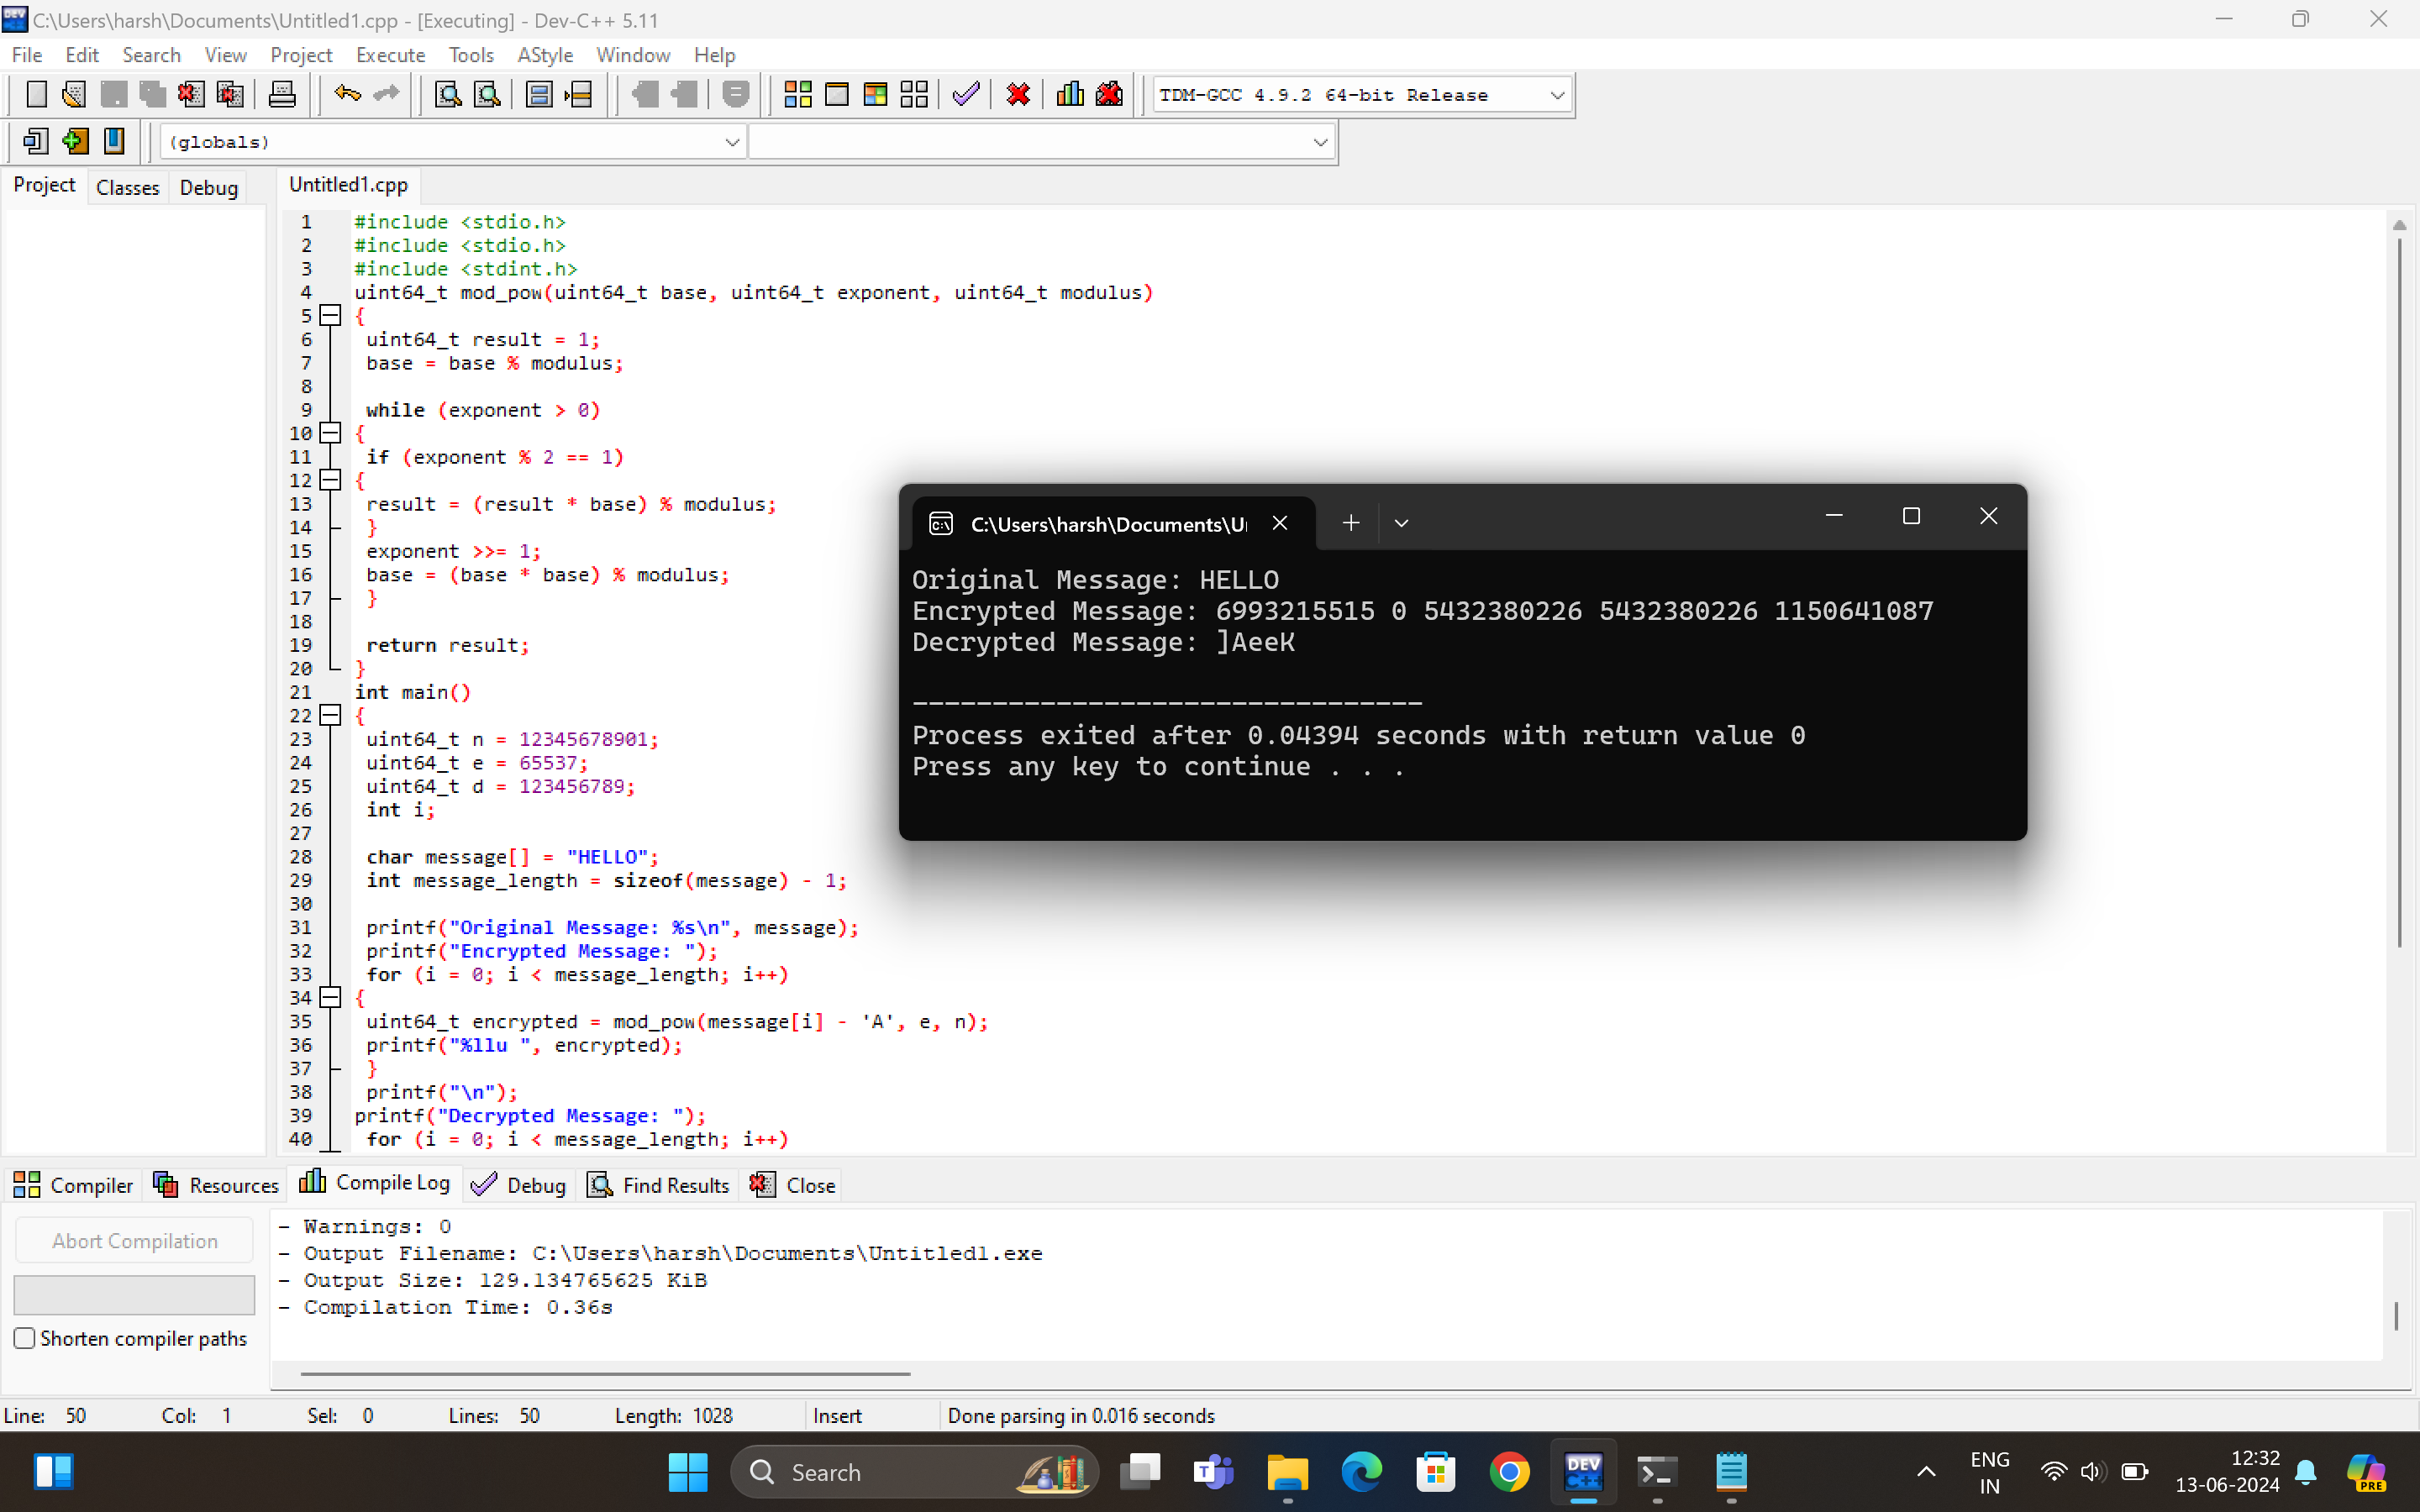 C:\Users\harsh\Documents\Untitled1.cpp - [Executing] - Dev-C++ 5.11
File Edit Search View Project Execute Tools AStyle Window Help
TDM-GCC 4.9.2 64-bit Release
(globals)
Project Classes Debug Untitled1.cpp
1 #include <stdio.h>
2 #include <stdio.h>
3 #include <stdint.h>
4 uint64_t mod_pow(uint64_t base, uint64_t exponent, uint64_t modulus)
5 {
6 uint64_t result = 1;
7 base = base % modulus;
8
9 while (exponent > 0)
10 {
11 if (exponent % 2 == 1)
12 {
13 result = (result * base) % modulus;
14 }
15 exponent >>= 1;
16 base = (base * base) % modulus;
17 }
18
19 return result;
20 }
21 int main()
22 {
23 uint64_t n = 12345678901;
24 uint64_t e = 65537;
25 uint64_t d = 123456789;
26 int i;
27
28 char message[] = "HELLO";
29 int message_length = sizeof(message) - 1;
30
31 printf("Original Message: %s\n", message);
32 printf("Encrypted Message: ");
33 for (i = 0; i < message_length; i++)
34 {
35 uint64_t encrypted = mod_pow(message[i] - 'A', e, n);
36 printf("%llu ", encrypted);
37 }
38 printf("\n");
39 printf("Decrypted Message: ");
40 for (i = 0; i < message_length; i++)
C:\Users\harsh\Documents\U
Original Message: HELLO
Encrypted Message: 6993215515 0 5432380226 5432380226 1150641087
Decrypted Message: ]AeeK
--------------------------------
Process exited after 0.04394 seconds with return value 0
Press any key to continue . . .
Compiler Resources Compile Log Debug Find Results Close
Abort Compilation
Shorten compiler paths
- Warnings: 0
- Output Filename: C:\Users\harsh\Documents\Untitled1.exe
- Output Size: 129.134765625 KiB
- Compilation Time: 0.36s
Line: 50 Col: 1 Sel: 0 Lines: 50 Length: 1028 Insert Done parsing in 0.016 seconds
Search
DEV C++
ENG
IN
12:32
13-06-2024
PRE